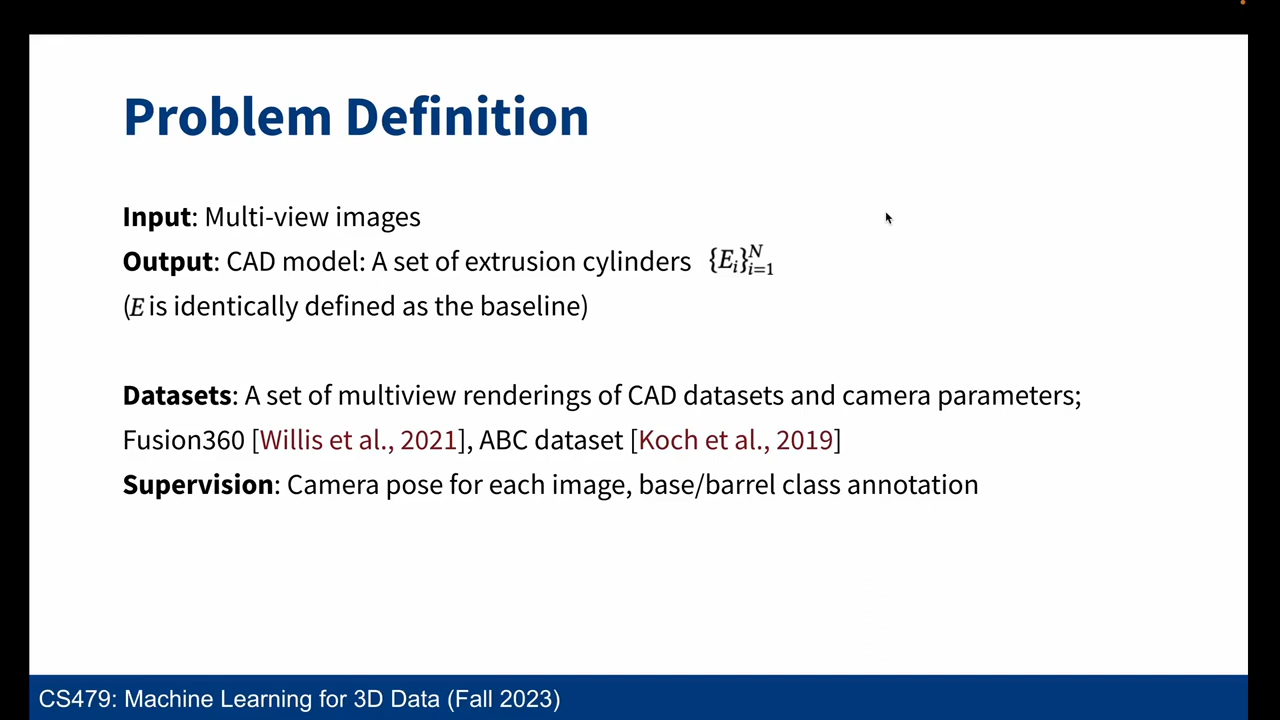 Problem Definition
Input: Multi-view images
Output: CAD model: A set of extrusion cylinders {E_i}_{i=1}^N
(E is identically defined as the baseline)
Datasets: A set of multiview renderings of CAD datasets and camera parameters;
Fusion360 [Willis et al., 2021], ABC dataset [Koch et al., 2019]
Supervision: Camera pose for each image, base/barrel class annotation
CS479: Machine Learning for 3D Data (Fall 2023)